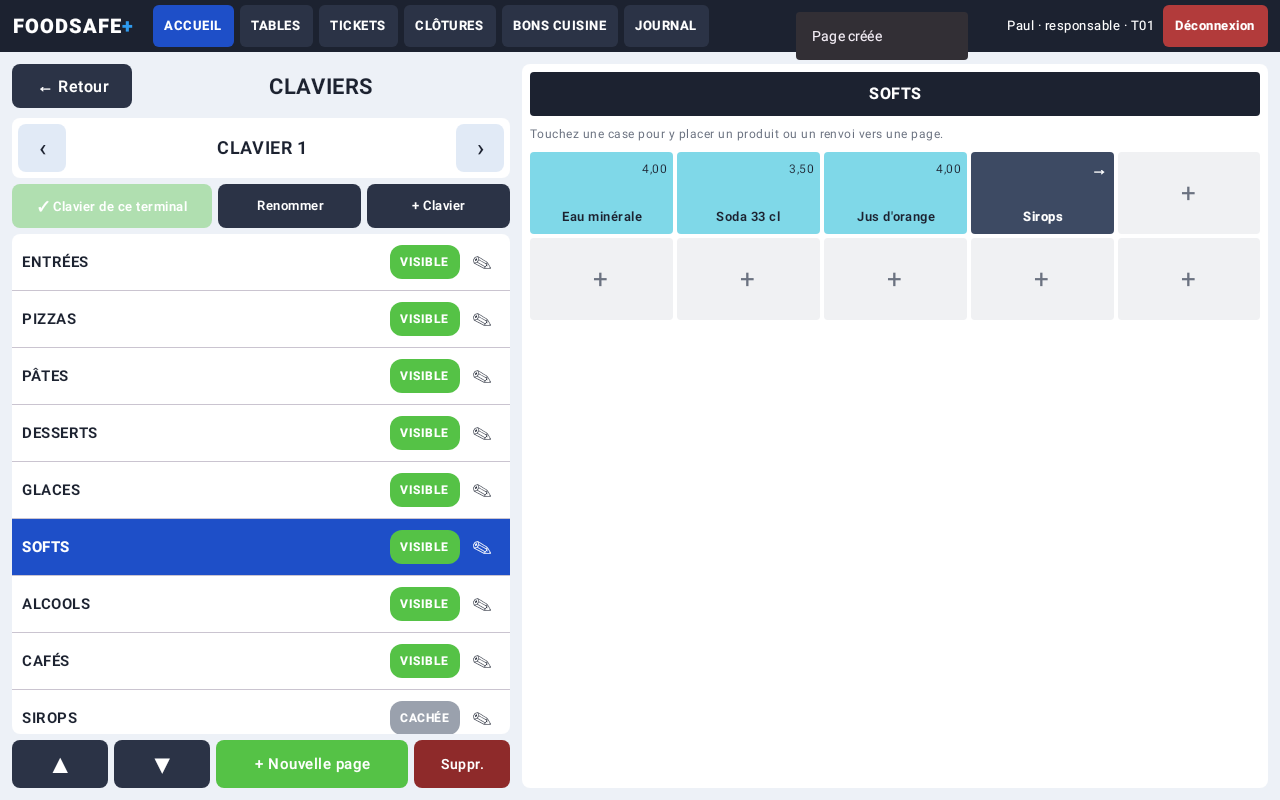 FOODSAFE+ ACCUEIL TABLES TICKETS CLÔTURES BONS CUISINE JOURNAL Page créée Paul · responsable · T01 Déconnexion
← Retour CLAVIERS
‹ CLAVIER 1 ›
✓ Clavier de ce terminal Renommer + Clavier
ENTRÉES VISIBLE ✎
PIZZAS VISIBLE ✎
PÂTES VISIBLE ✎
DESSERTS VISIBLE ✎
GLACES VISIBLE ✎
SOFTS VISIBLE ✎
ALCOOLS VISIBLE ✎
CAFÉS VISIBLE ✎
SIROPS CACHÉE ✎
▲ ▼ + Nouvelle page Suppr.
SOFTS
Touchez une case pour y placer un produit ou un renvoi vers une page.
4,00 3,50 4,00 →
Eau minérale Soda 33 cl Jus d'orange Sirops +
+ + + + +